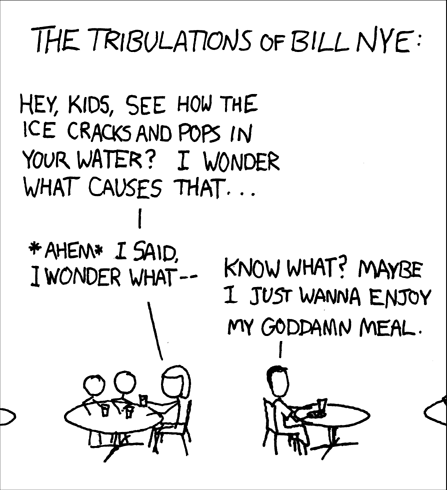 THE TRIBULATIONS OF BILL NYE:
HEY, KIDS, SEE HOW THE
ICE CRACKS AND POPS IN
YOUR WATER? I WONDER
WHAT CAUSES THAT...
*AHEM* I SAID,
I WONDER WHAT--
KNOW WHAT? MAYBE
I JUST WANNA ENJOY
MY GODDAMN MEAL.